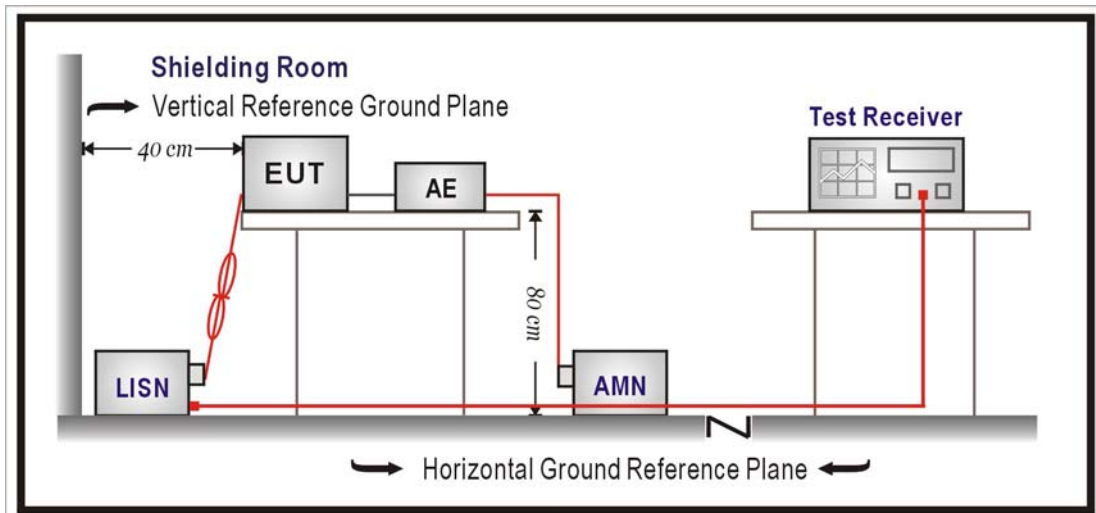 Shielding Room
Vertical Reference Ground Plane
40 cm
EUT
AE
Test Receiver
80 cm
LISN
AMN
Horizontal Ground Reference Plane